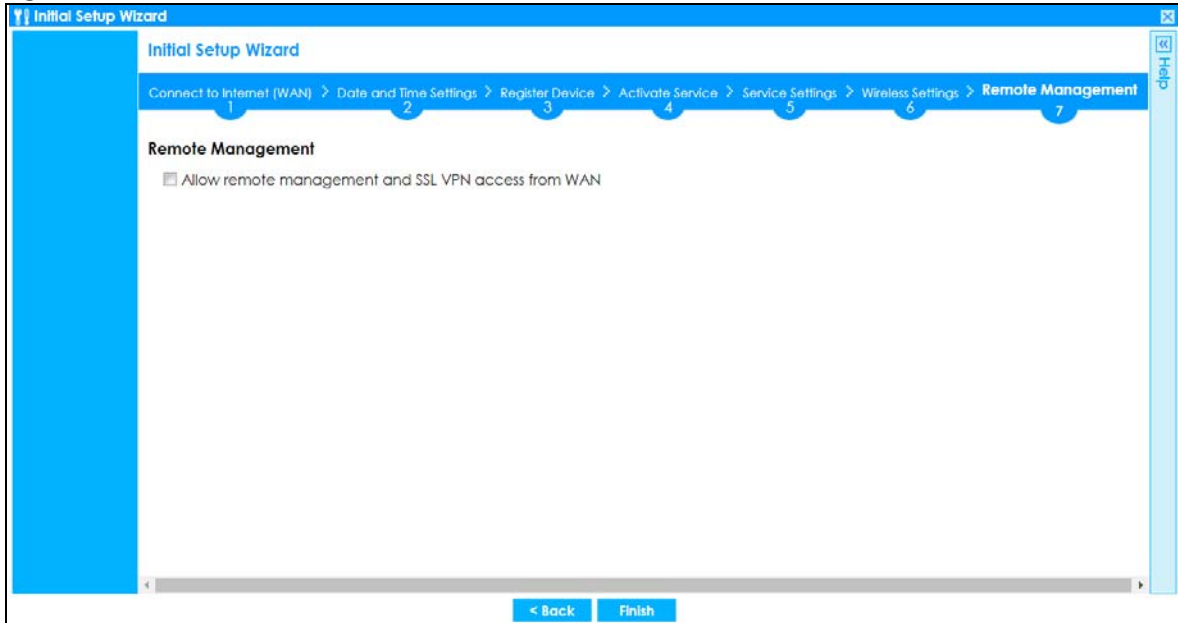 Initial Setup Wizard
Initial Setup Wizard
Connect to Internet (WAN) > Date and Time Settings > Register Device > Activate Service > Service Settings > Wireless Settings > Remote Management
1 2 3 4 5 6 7
Remote Management
Allow remote management and SSL VPN access from WAN
Help
< Back Finish